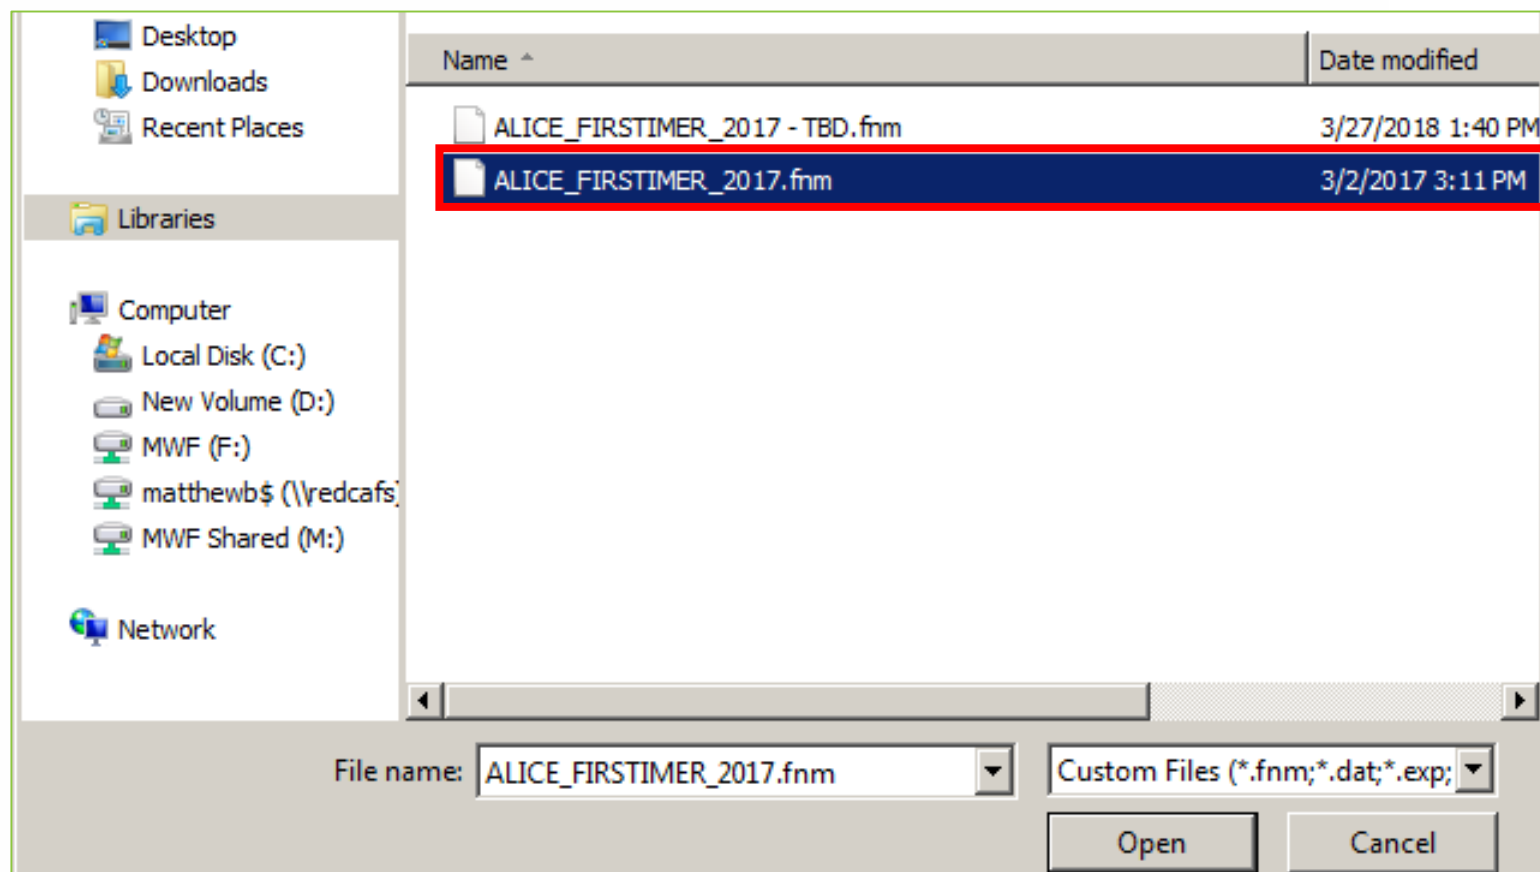 Desktop
Downloads
Recent Places
Libraries
Computer
Local Disk (C:)
New Volume (D:)
MWF (F:)
matthewb$ (\\redcafs)
MWF Shared (M:)
Network
Name Date modified
ALICE_FIRSTIMER_2017 - TBD.fnm 3/27/2018 1:40 PM
ALICE_FIRSTIMER_2017.fnm 3/2/2017 3:11 PM
File name: ALICE_FIRSTIMER_2017.fnm Custom Files (*.fnm;*.dat;*.exp;
Open Cancel